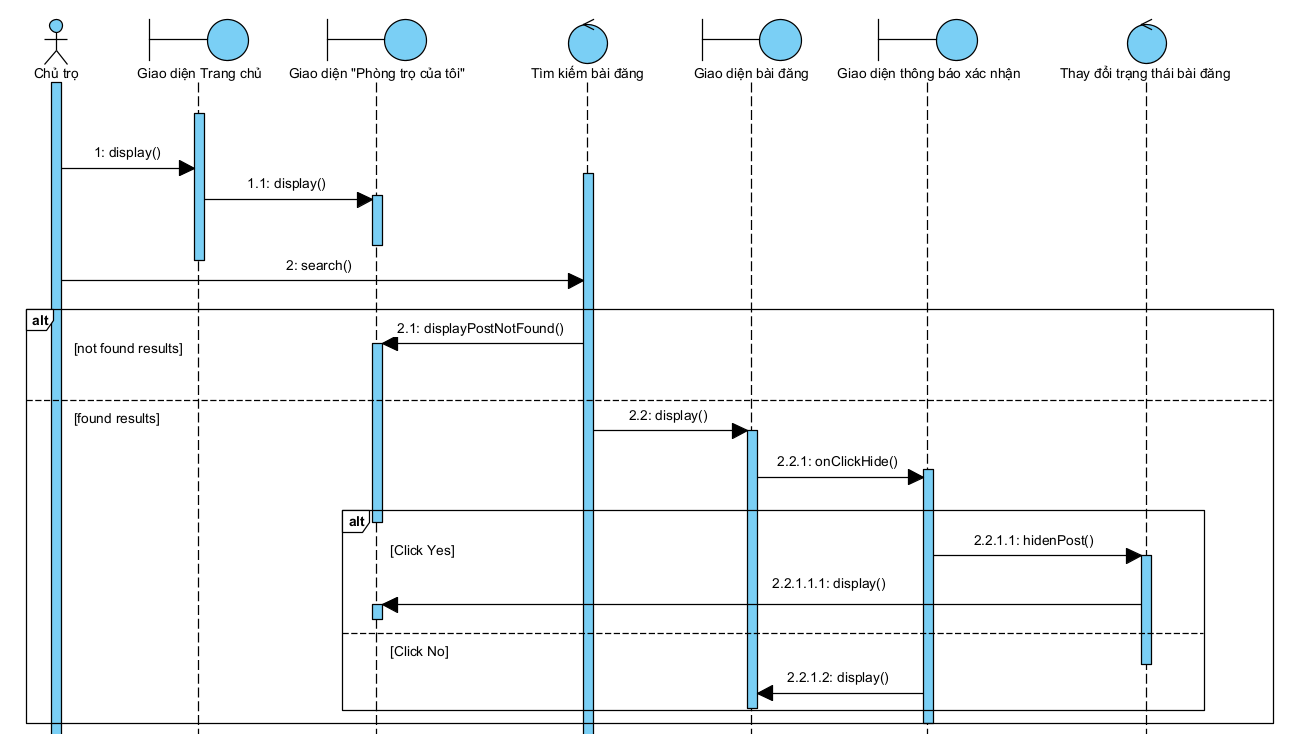 Chủ trọ
Giao diện Trang chủ
Giao diện "Phòng trọ của tôi"
Tìm kiếm bài đăng
Giao diện bài đăng
Giao diện thông báo xác nhận
Thay đổi trạng thái bài đăng
1: display()
1.1: display()
2: search()
alt
2.1: displayPostNotFound()
[not found results]
[found results]
2.2: display()
2.2.1: onClickHide()
alt
[Click Yes]
2.2.1.1: hidenPost()
2.2.1.1.1: display()
[Click No]
2.2.1.2: display()